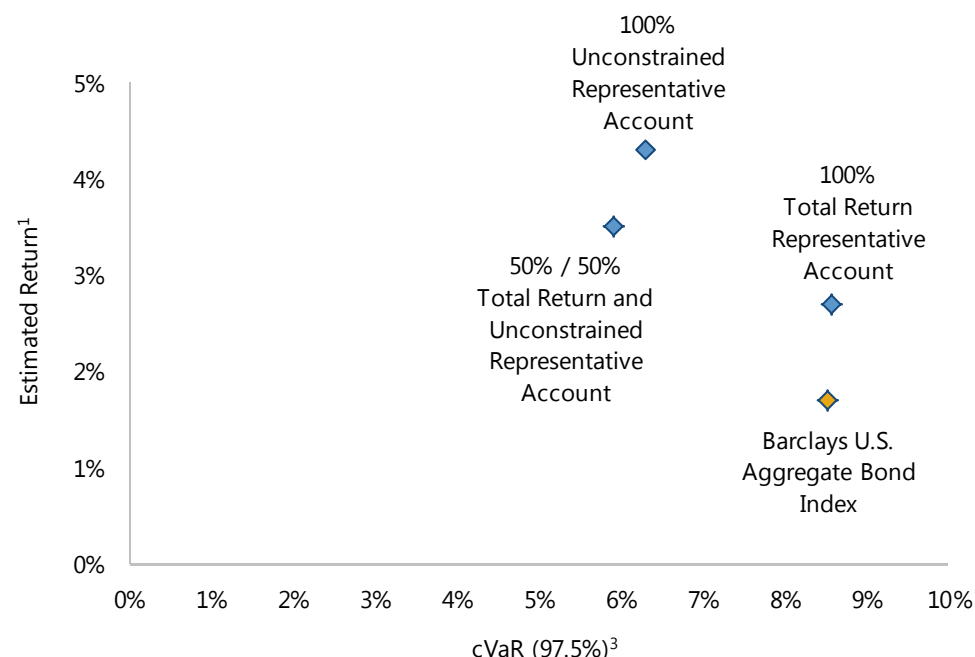 100%
Unconstrained
Representative
Account
5%
4%
3%
2%
1%
0%
Estimated Return¹
100%
Total Return
Representative
Account
50% / 50%
Total Return and
Unconstrained
Representative
Account
Barclays U.S.
Aggregate Bond
Index
0% 1% 2% 3% 4% 5% 6% 7% 8% 9% 10%
cVaR (97.5%)³